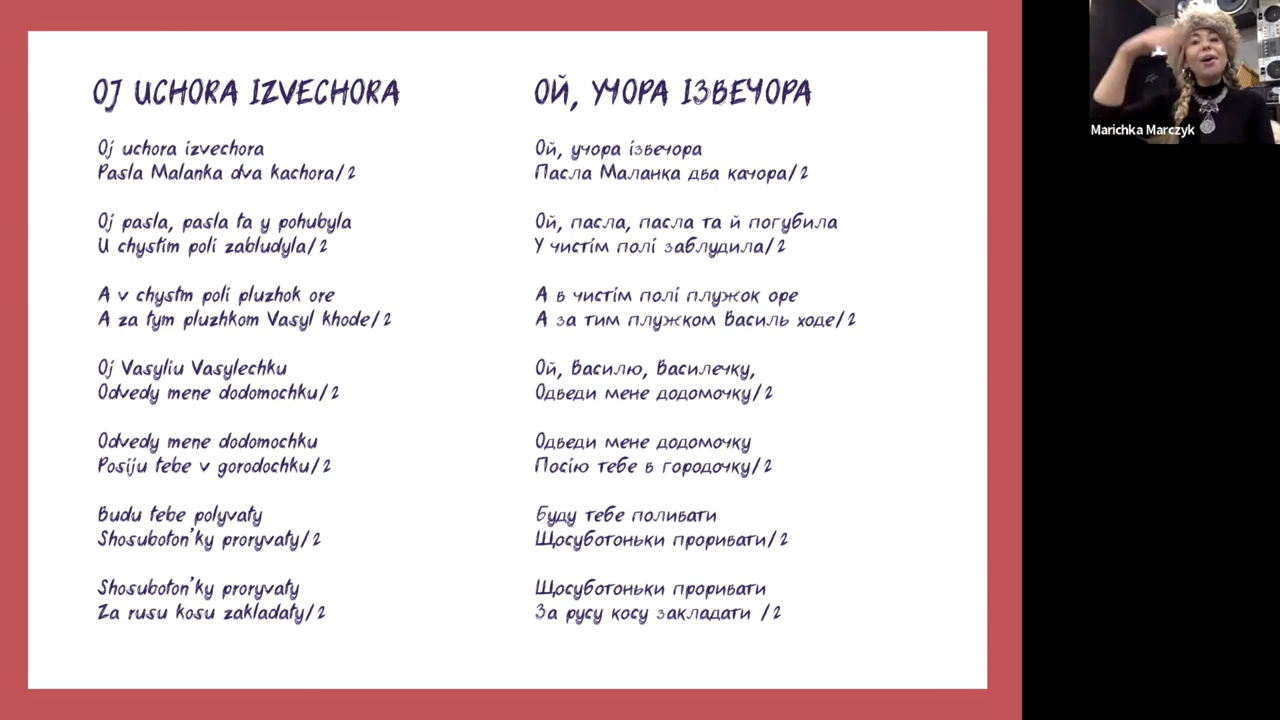 OJ UCHORA IZVECHORA
Oj uchora izvechora
Pasla Malanka dva kachora/2
Oj pasla, pasla ta y pohubyla
U chystim poli zabludyla/2
A v chystm poli pluzhok ore
A za tym pluzhkom Vasyl khode/2
Oj Vasyliu Vasylechku
Odvedy mene dodomochku/2
Odvedy mene dodomochku
Posiju tebe v gorodochku/2
Budu tebe polyvaty
Shosuboton'ky proryvaty/2
Shosuboton'ky proryvaty
Za rusu kosu zakladaty/2
ОЙ, УЧОРА ІЗВЕЧОРА
Ой, учора ізвечора
Пасла Маланка два качора/2
Ой, пасла, пасла та й погубила
У чистім полі заблудила/2
А в чистім полі плужок оре
А за тим плужком Василь ходе/2
Ой, Василю, Василечку,
Одведи мене додомочку/2
Одведи мене додомочку
Посію тебе в городочку/2
Буду тебе поливати
Щосуботоньки проривати/2
Щосуботоньки проривати
За русу косу закладати /2
Marichka Marczyk